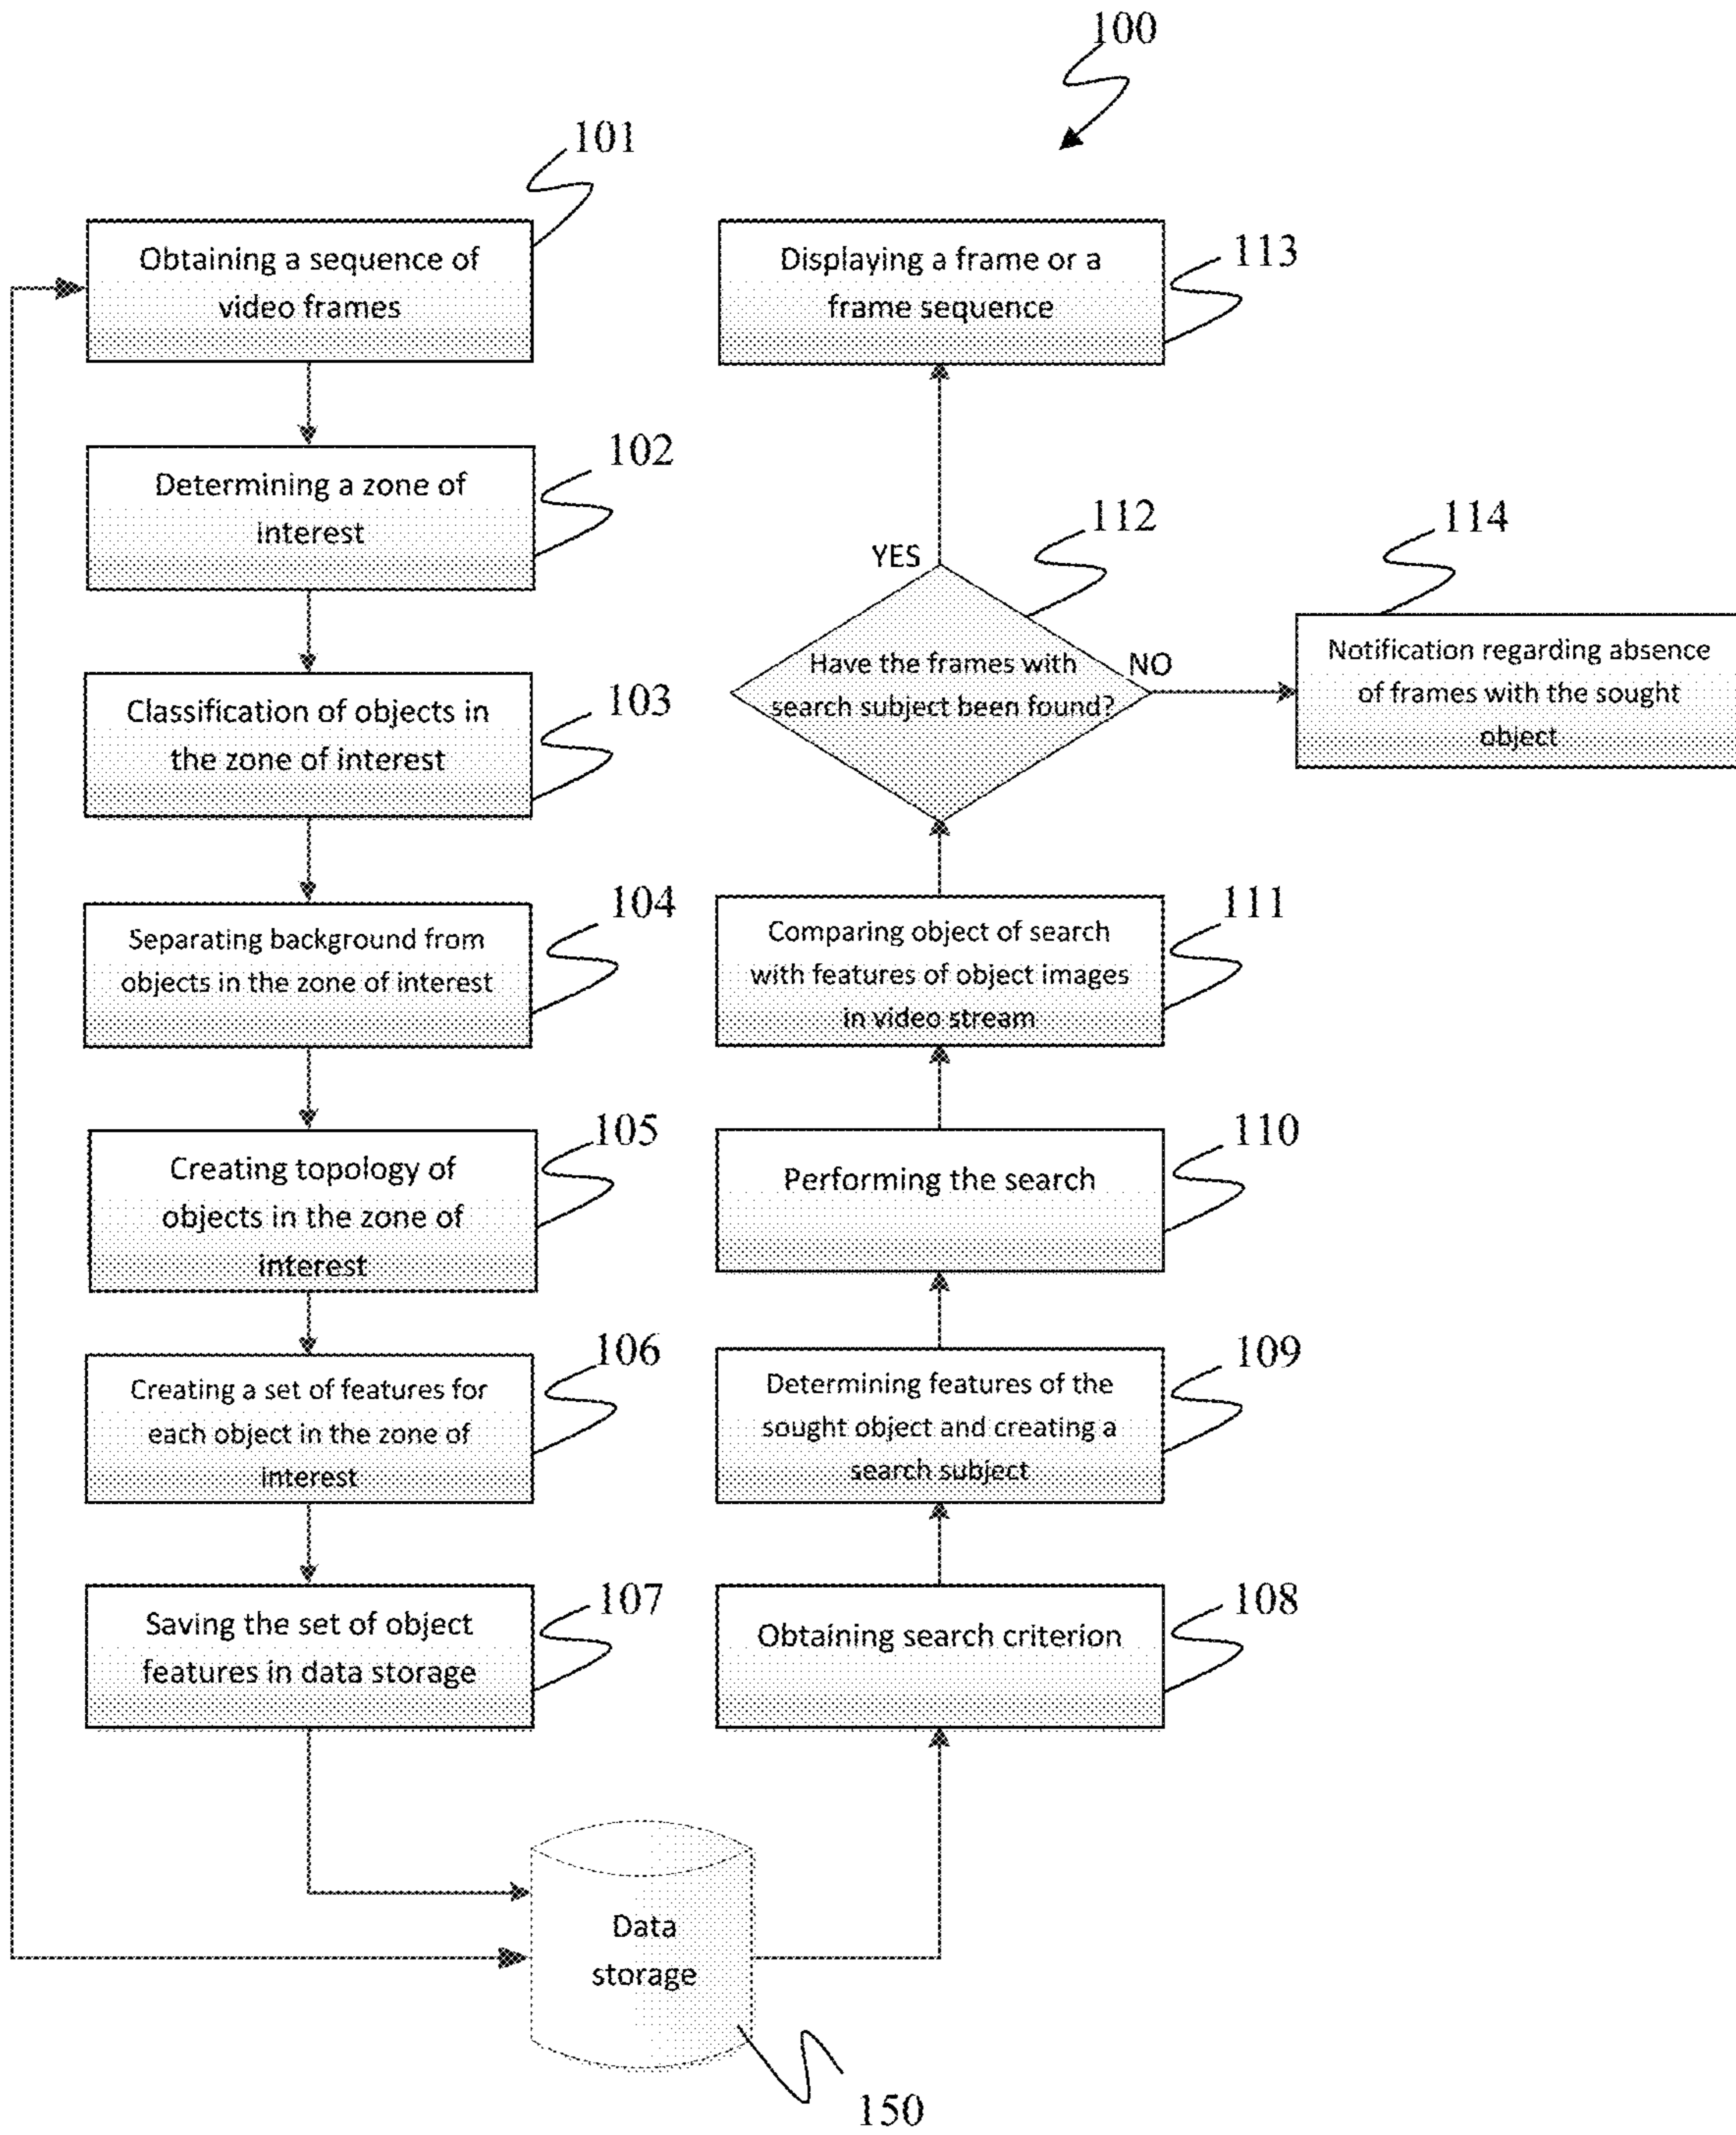 100
101
Obtaining a sequence of
video frames
102
Determining a zone of
interest
103
Classification of objects in
the zone of interest
104
Separating background from
objects in the zone of interest
105
Creating topology of
objects in the zone of
interest
106
Creating a set of features for
each object in the zone of
interest
107
Saving the set of object
features in data storage
Data
storage
150
108
Obtaining search criterion
109
Determining features of the
sought object and creating a
search subject
110
Performing the search
111
Comparing object of search
with features of object images
in video stream
112
Have the frames with
search subject been found?
YES
NO
113
Displaying a frame or a
frame sequence
114
Notification regarding absence
of frames with the sought
object